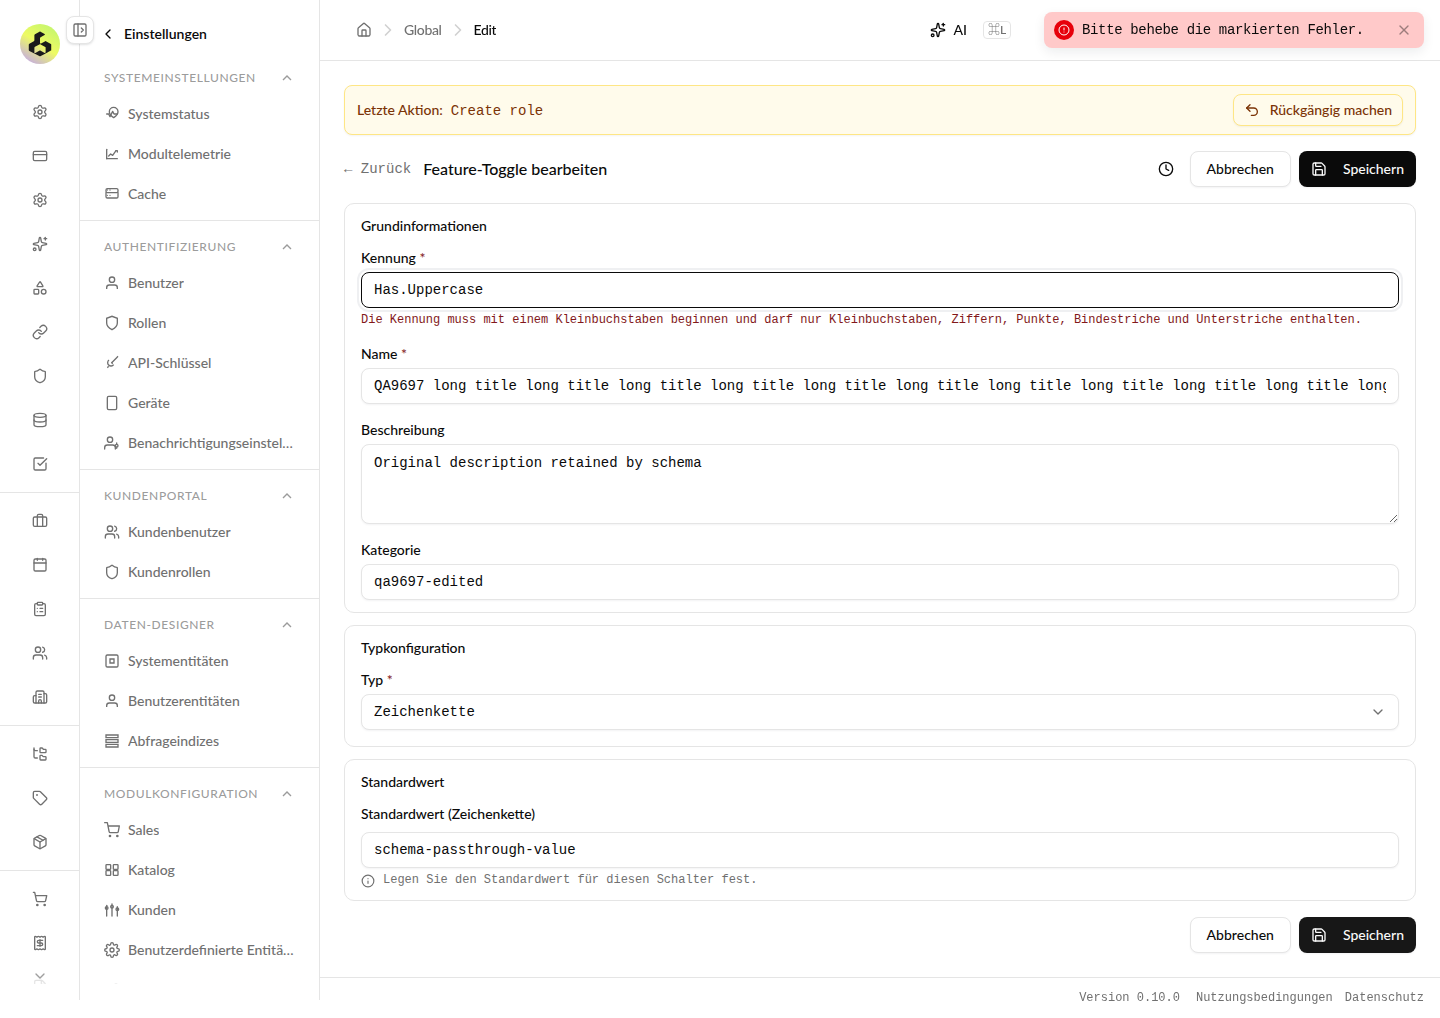 Einstellungen
SYSTEMEINSTELLUNGEN
Systemstatus
Modultelemetrie
Cache
AUTHENTIFIZIERUNG
Benutzer
Rollen
API-Schlüssel
Geräte
Benachrichtigungseinstel...
KUNDENPORTAL
Kundenbenutzer
Kundenrollen
DATEN-DESIGNER
Systementitäten
Benutzerentitäten
Abfrageindizes
MODULKONFIGURATION
Sales
Katalog
Kunden
Benutzerdefinierte Entitä...
Global
Edit
AI
⌘L
Bitte behebe die markierten Fehler.
Letzte Aktion: Create role
Rückgängig machen
← Zurück
Feature-Toggle bearbeiten
Abbrechen
Speichern
Grundinformationen
Kennung *
Has.Uppercase
Die Kennung muss mit einem Kleinbuchstaben beginnen und darf nur Kleinbuchstaben, Ziffern, Punkte, Bindestriche und Unterstriche enthalten.
Name *
QA9697 long title long title long title long title long title long title long title long title long title long title long
Beschreibung
Original description retained by schema
Kategorie
qa9697-edited
Typkonfiguration
Typ *
Zeichenkette
Standardwert
Standardwert (Zeichenkette)
schema-passthrough-value
Legen Sie den Standardwert für diesen Schalter fest.
Abbrechen
Speichern
Version 0.10.0
Nutzungsbedingungen
Datenschutz